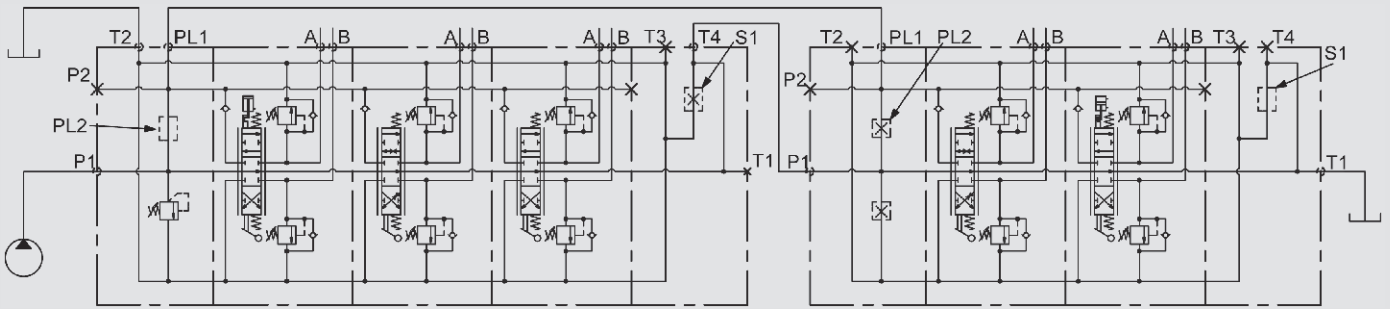 T2 PL1 A B A B A B T3 T4 S1 T2 PL1 PL2 A B A B T3 T4 S1
P2 P2
PL2
P1 T1 P1 T1